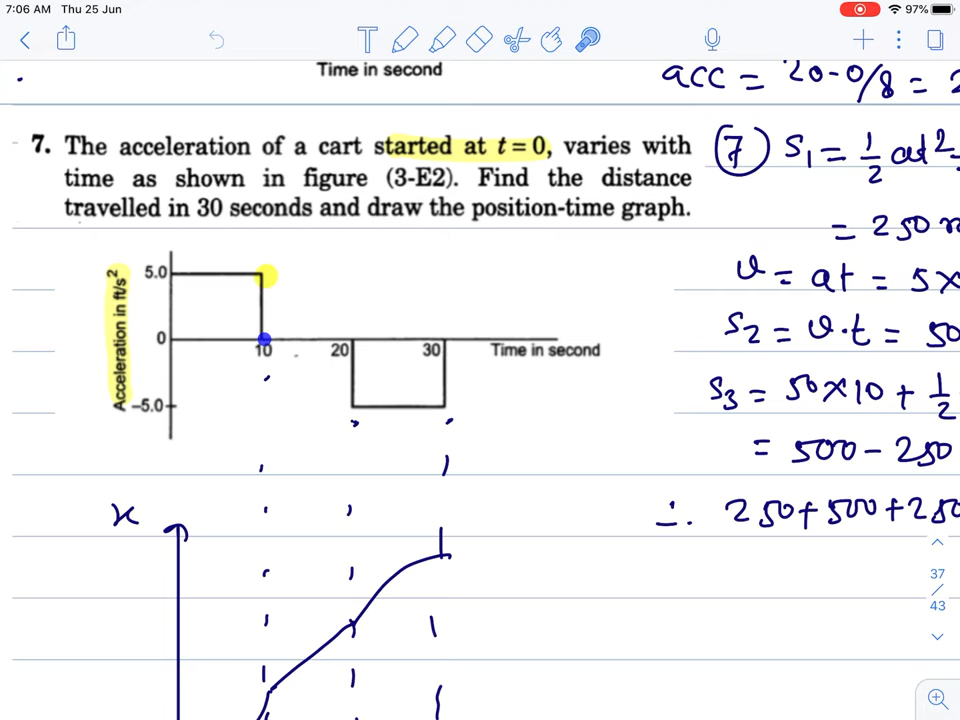 7:06 AM Thu 25 Jun
97%
Time in second
acc = 20-0/8 =
7. The acceleration of a cart started at t = 0, varies with
time as shown in figure (3-E2). Find the distance
travelled in 30 seconds and draw the position-time graph.
7 S₁ = 1/2 at²
= 250
v = at = 5×
S₂ = v·t = 50
S₃ = 50×10 + 1/2
= 500 - 250
∴ 250+500+250
Acceleration in ft/s²
5.0
0
-5.0
10
20
30
Time in second
x
37
/
43